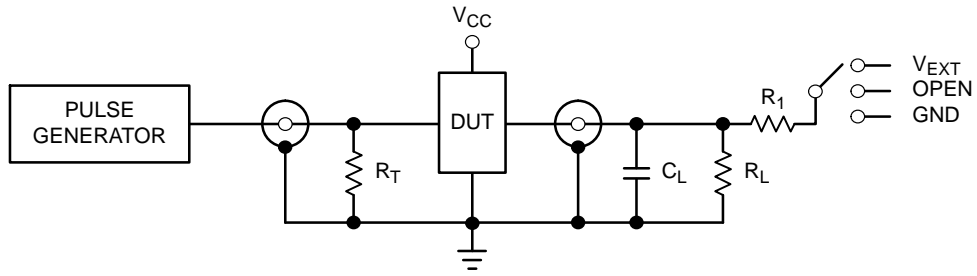 V_CC
PULSE
GENERATOR
DUT
R_T
C_L
R_L
R_1
V_EXT
OPEN
GND